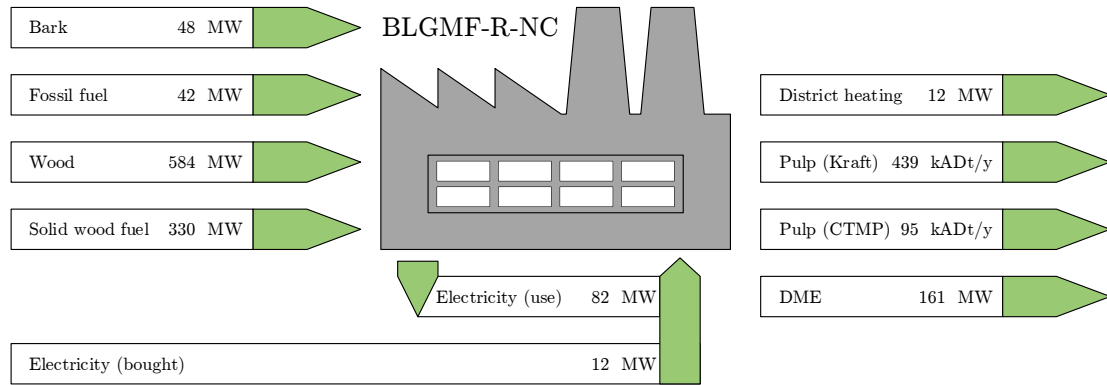 BLGMF-R-NC
Bark 48 MW
Fossil fuel 42 MW
Wood 584 MW
Solid wood fuel 330 MW
District heating 12 MW
Pulp (Kraft) 439 kADt/y
Pulp (CTMP) 95 kADt/y
DME 161 MW
Electricity (use) 82 MW
Electricity (bought) 12 MW